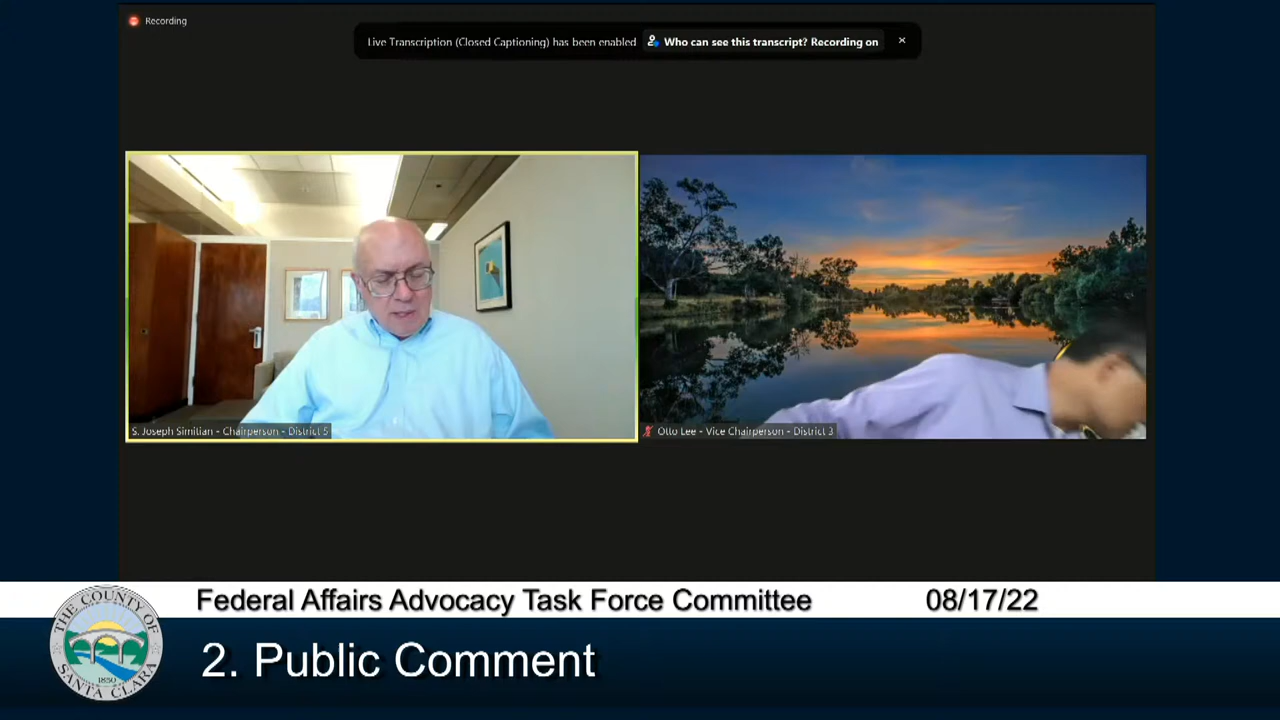 Recording
Live Transcription (Closed Captioning) has been enabled Who can see this transcript? Recording on
S. Joseph Simitian - Chairperson - District 5
Otto Lee - Vice Chairperson - District 3
Federal Affairs Advocacy Task Force Committee 08/17/22
2. Public Comment
THE COUNTY OF
SANTA CLARA
1850